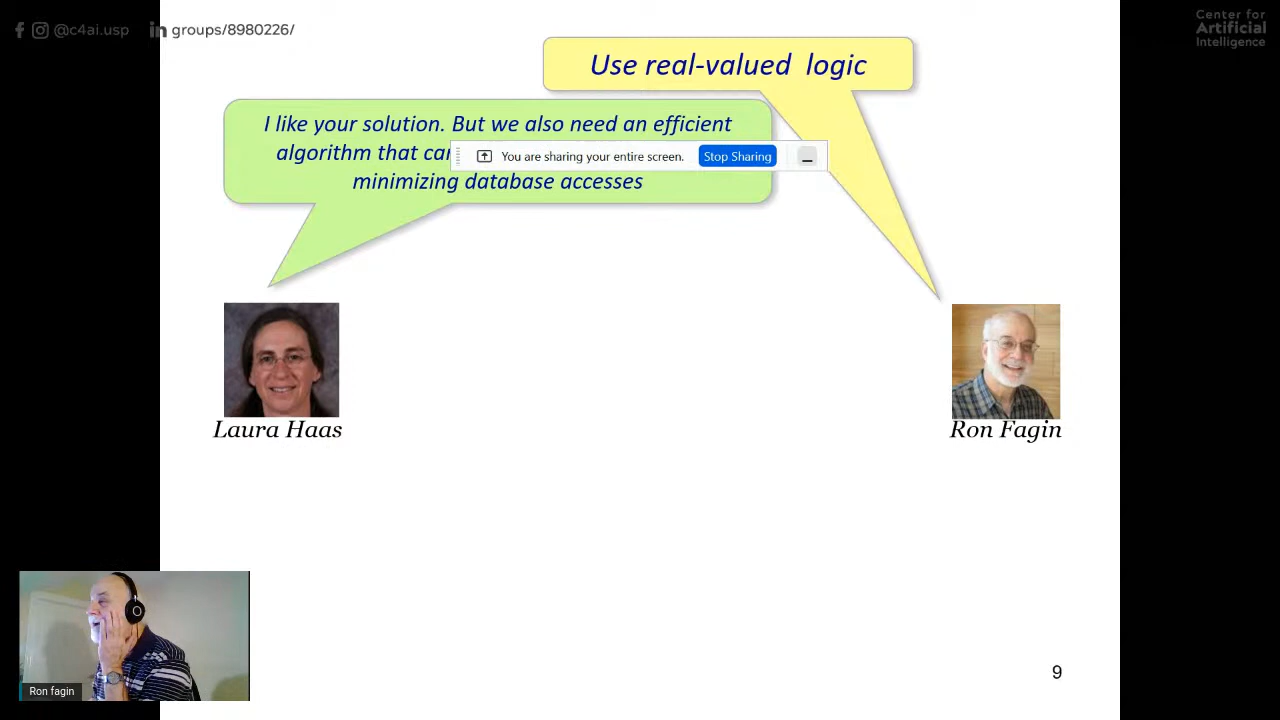 @c4ai.usp in groups/8980226/
Center for
Artificial
Intelligence
Use real-valued logic
I like your solution. But we also need an efficient
algorithm that
minimizing database accesses
You are sharing your entire screen. Stop Sharing
Laura Haas
Ron Fagin
Ron fagin
9